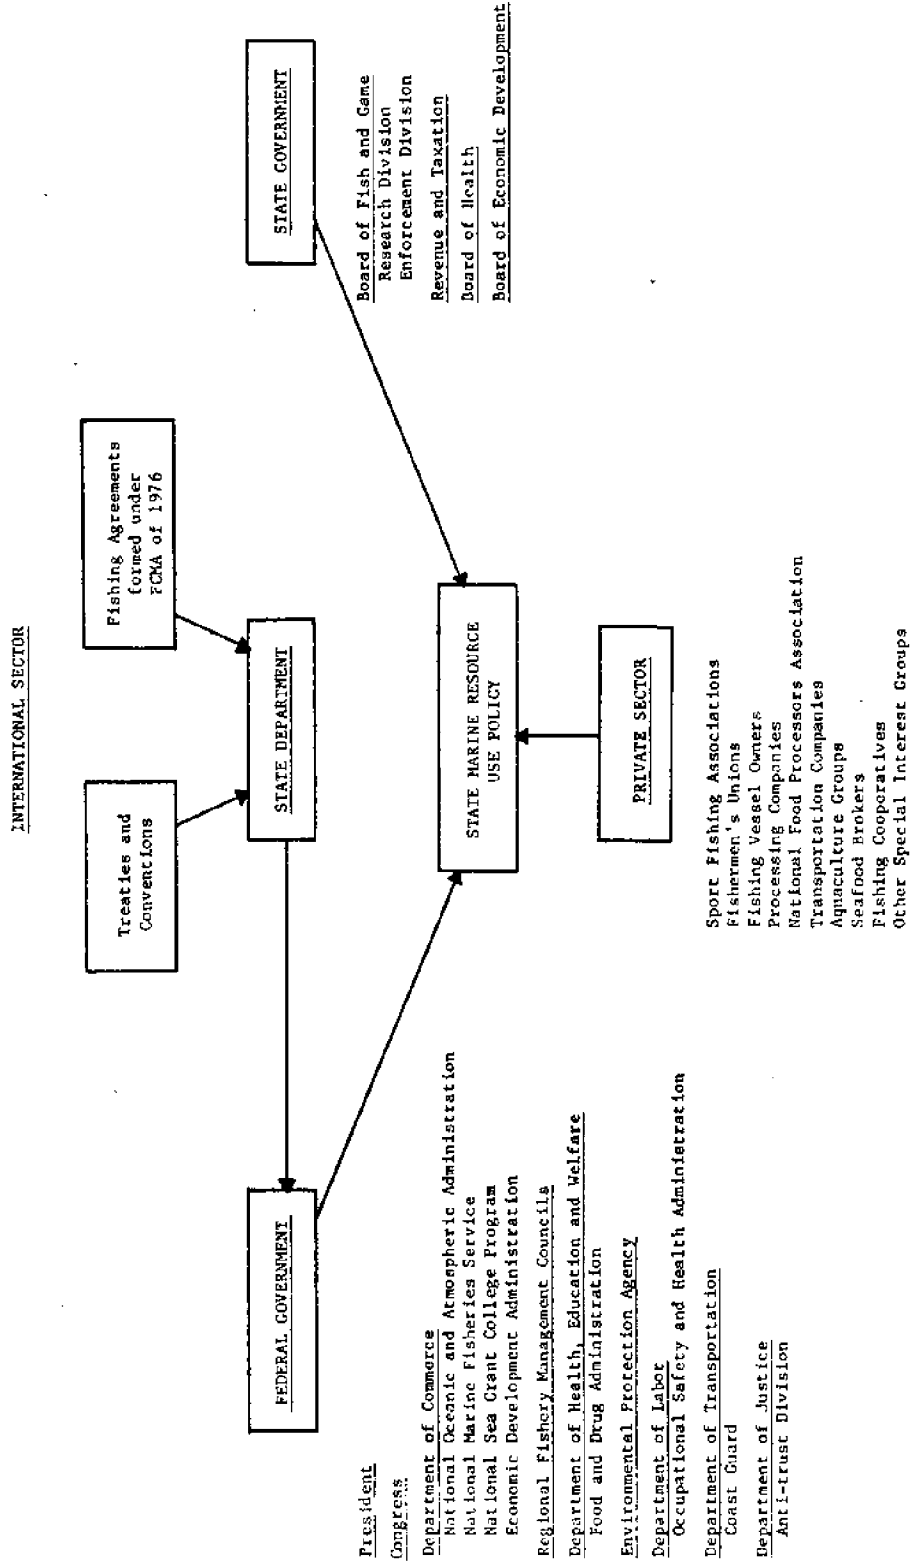 INTERNATIONAL SECTOR
Treaties and
Conventions
Fishing Agreements
formed under
FCMA of 1976
FEDERAL GOVERNMENT
STATE DEPARTMENT
STATE GOVERNMENT
President
Congress
Department of Commerce
National Oceanic and Atmospheric Administration
National Marine Fisheries Service
National Sea Grant College Program
Economic Development Administration
Regional Fishery Management Councils
Department of Health, Education and Welfare
Food and Drug Administration
Environmental Protection Agency
Department of Labor
Occupational Safety and Health Administration
Department of Transportation
Coast Guard
Department of Justice
Anti-trust Division
STATE MARINE RESOURCE
USE POLICY
PRIVATE SECTOR
Sport Fishing Associations
Fishermen's Unions
Fishing Vessel Owners
Processing Companies
National Food Processors Association
Transportation Companies
Aquaculture Groups
Seafood Brokers
Fishing Cooperatives
Other Special Interest Groups
Board of Fish and Game
Research Division
Enforcement Division
Revenue and Taxation
Board of Health
Board of Economic Development